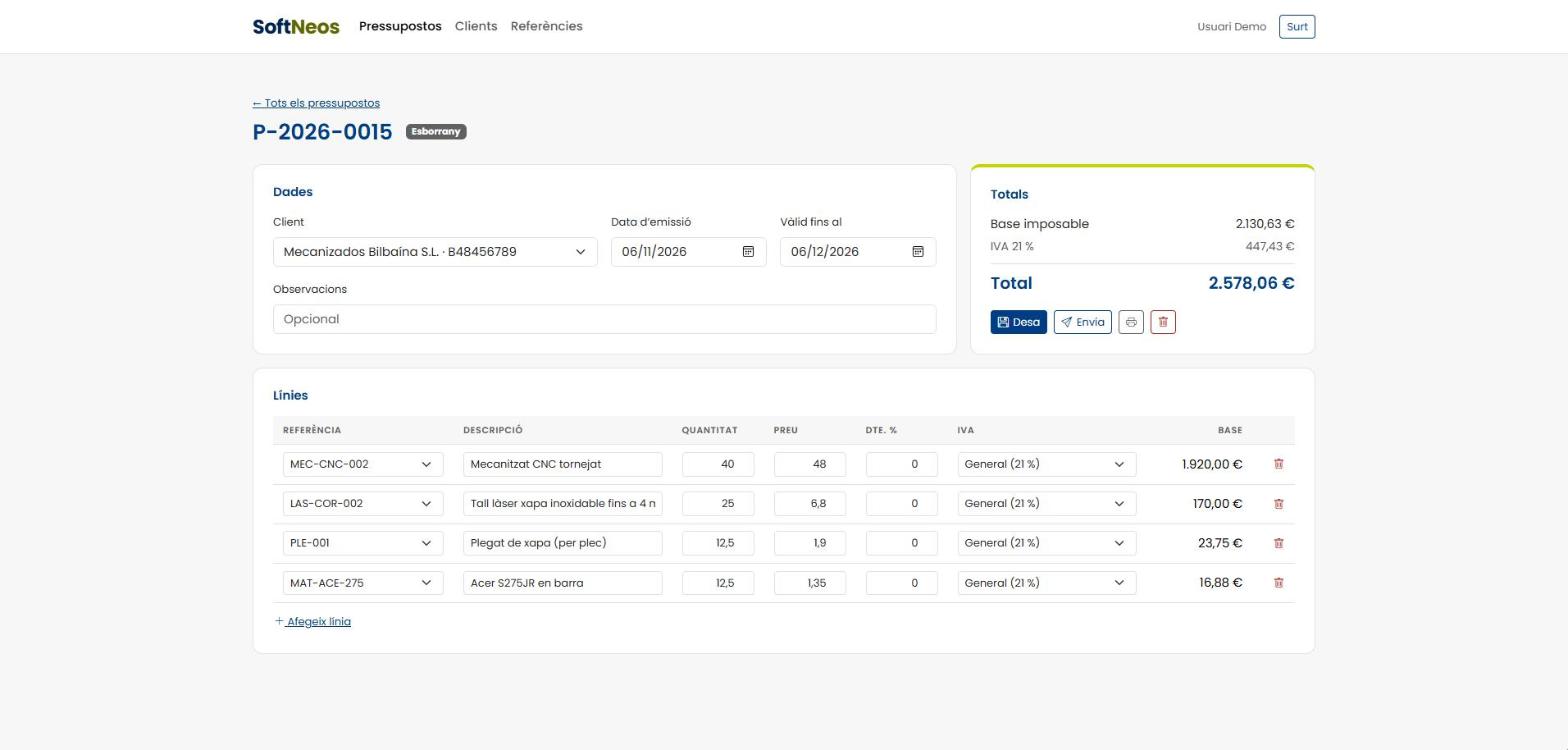 SoftNeos Pressupostos Clients Referències Usuari Demo Surt
← Tots els pressupostos
P-2026-0015 Esborrany
Dades
Client Data d'emissió Vàlid fins al
Mecanizados Bilbaína S.L. · B48456789 06/11/2026 06/12/2026
Observacions
Opcional
Totals
Base imposable 2.130,63 €
IVA 21 % 447,43 €
Total 2.578,06 €
Desa Envia
Línies
REFERÈNCIA DESCRIPCIÓ QUANTITAT PREU DTE. % IVA BASE
MEC-CNC-002 Mecanitzat CNC tornejat 40 48 0 General (21 %) 1.920,00 €
LAS-COR-002 Tall làser xapa inoxidable fins a 4 n 25 6,8 0 General (21 %) 170,00 €
PLE-001 Plegat de xapa (per plec) 12,5 1,9 0 General (21 %) 23,75 €
MAT-ACE-275 Acer S275JR en barra 12,5 1,35 0 General (21 %) 16,88 €
+ Afegeix línia